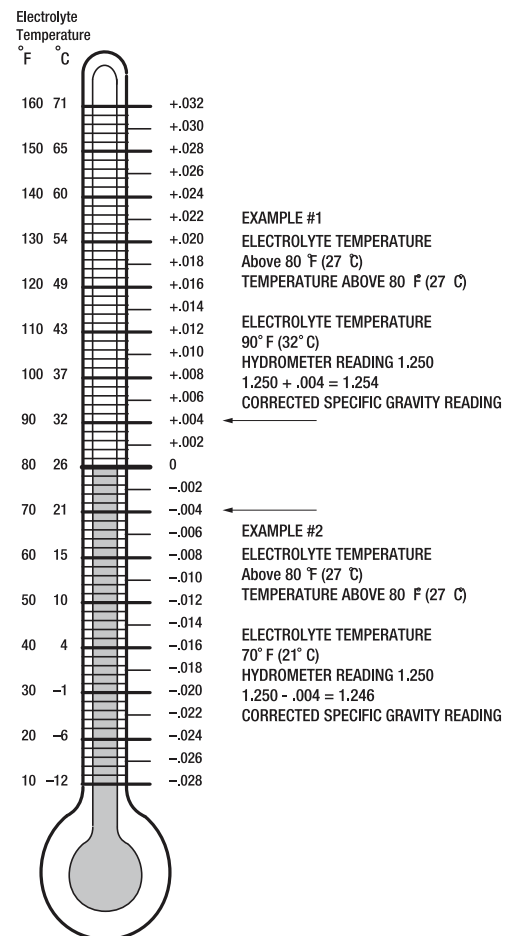 Electrolyte
Temperature
°F °C
160 71 +.032
+.030
150 65 +.028
+.026
140 60 +.024
+.022
EXAMPLE #1
130 54 +.020
ELECTROLYTE TEMPERATURE
+.018
Above 80 °F (27 °C)
120 49 +.016
TEMPERATURE ABOVE 80 °F (27 °C)
+.014
110 43 +.012
ELECTROLYTE TEMPERATURE
90° F (32° C)
+.010
HYDROMETER READING 1.250
100 37 +.008
1.250 + .004 = 1.254
+.006
CORRECTED SPECIFIC GRAVITY READING
90 32 +.004
+.002
80 26 0
-.002
70 21 -.004
-.006
EXAMPLE #2
60 15 -.008
ELECTROLYTE TEMPERATURE
-.010
Above 80 °F (27 °C)
50 10 -.012
TEMPERATURE ABOVE 80 °F (27 °C)
-.014
ELECTROLYTE TEMPERATURE
40 4 -.016
70° F (21° C)
-.018
HYDROMETER READING 1.250
30 -1 -.020
1.250 - .004 = 1.246
-.022
CORRECTED SPECIFIC GRAVITY READING
20 -6 -.024
-.026
10 -12 -.028